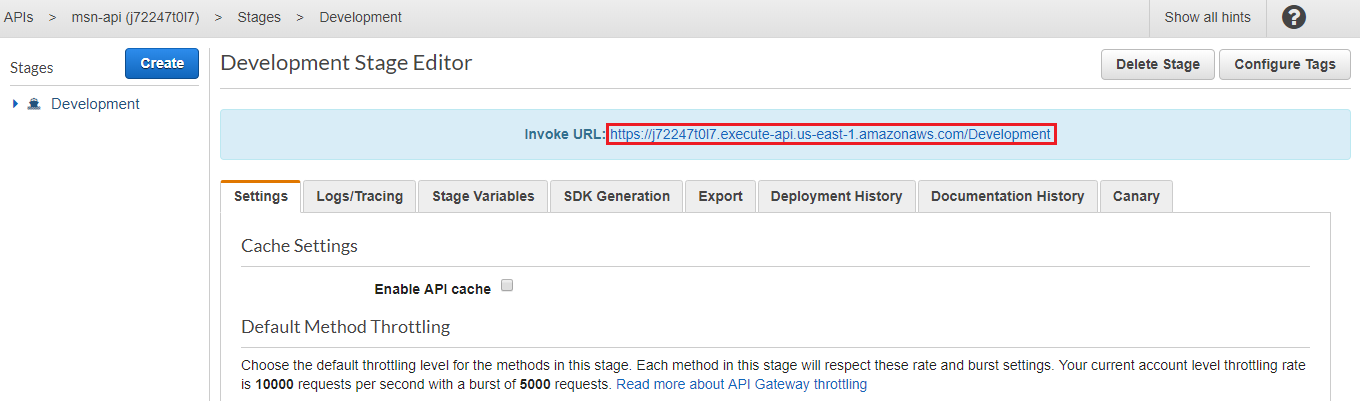 APIs > msn-api (j72247t0l7) > Stages > Development
Show all hints
?
Stages
Create
Development
Development Stage Editor
Delete Stage
Configure Tags
Invoke URL: https://j72247t0l7.execute-api.us-east-1.amazonaws.com/Development
Settings
Logs/Tracing
Stage Variables
SDK Generation
Export
Deployment History
Documentation History
Canary
Cache Settings
Enable API cache
Default Method Throttling
Choose the default throttling level for the methods in this stage. Each method in this stage will respect these rate and burst settings. Your current account level throttling rate
is 10000 requests per second with a burst of 5000 requests. Read more about API Gateway throttling